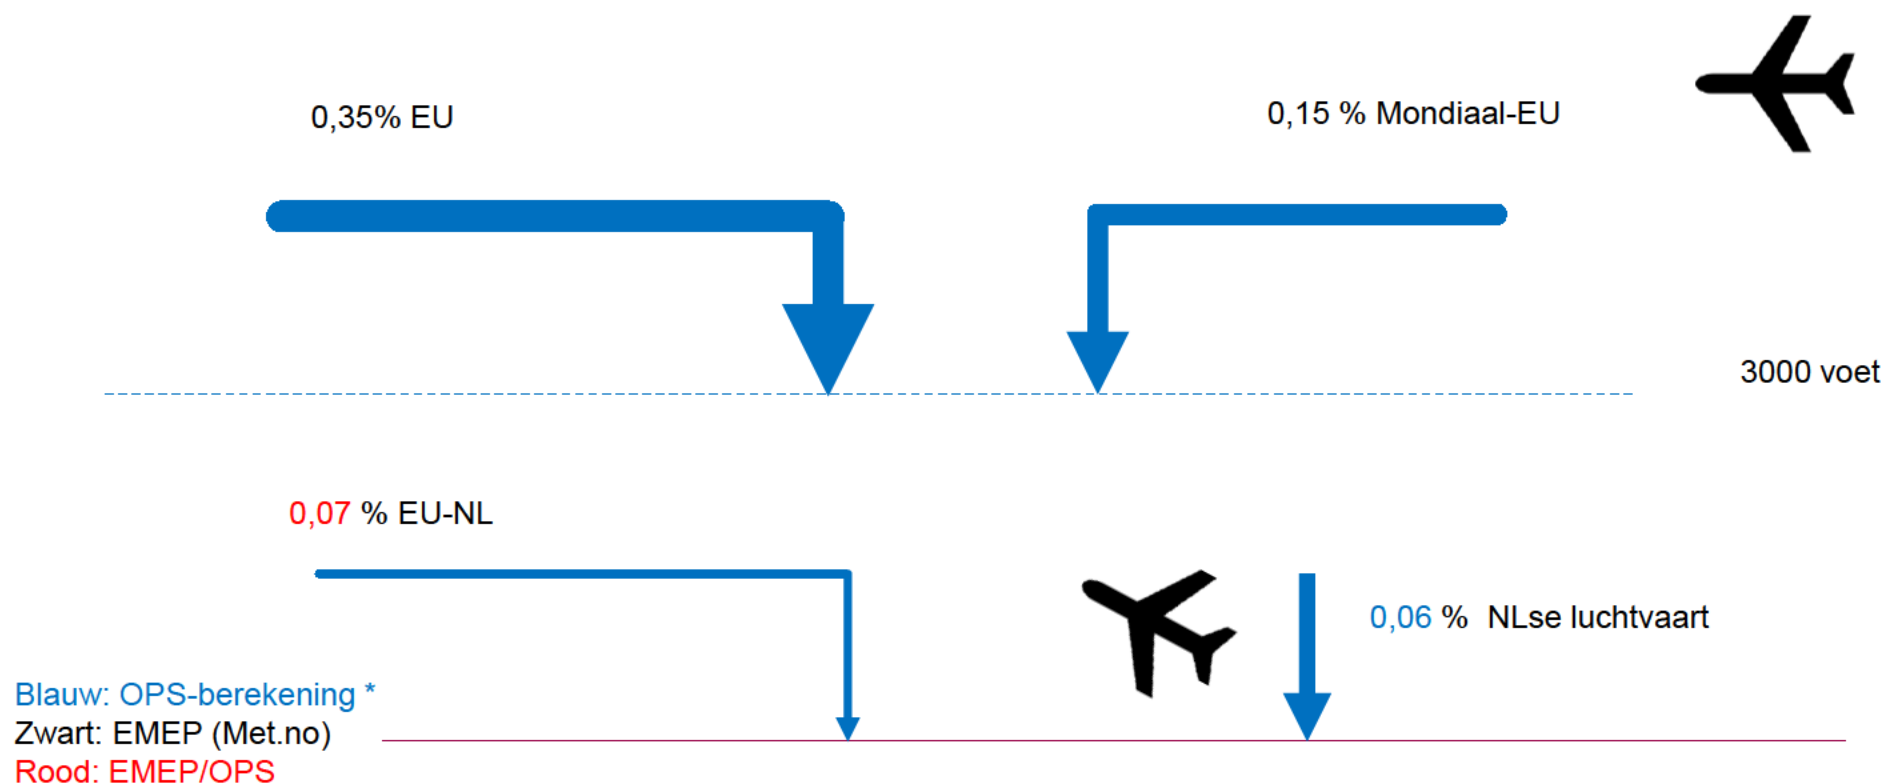 0,35% EU
0,15 % Mondiaal-EU
3000 voet
0,07 % EU-NL
0,06 % NLse luchtvaart
Blauw: OPS-berekening *
Zwart: EMEP (Met.no)
Rood: EMEP/OPS